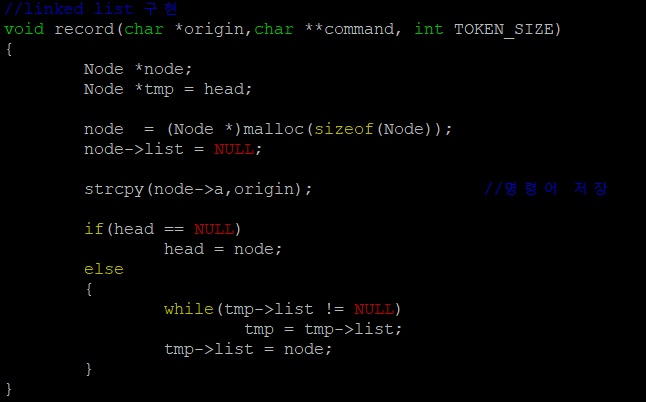 //linked list 구현
void record(char *origin,char **command, int TOKEN_SIZE)
{
Node *node;
Node *tmp = head;
node  = (Node *)malloc(sizeof(Node));
node->list = NULL;
strcpy(node->a,origin); //명령어 저장
if(head == NULL)
head = node;
else
{
while(tmp->list != NULL)
tmp = tmp->list;
tmp->list = node;
}
}